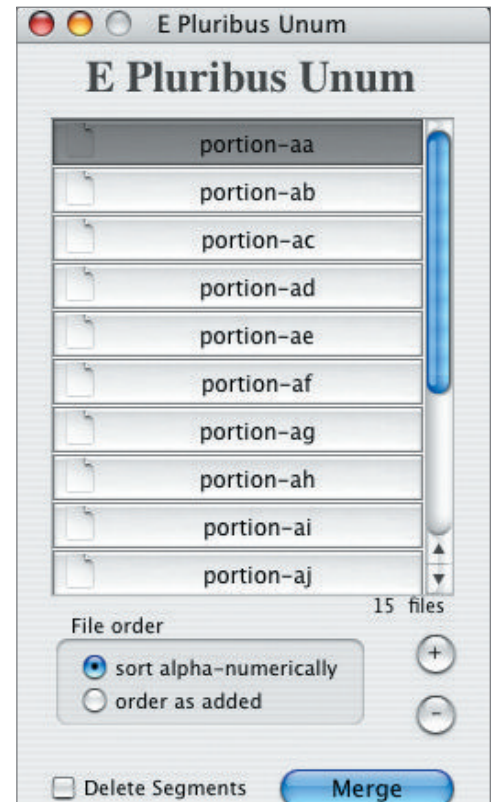 E Pluribus Unum
E Pluribus Unum
portion-aa
portion-ab
portion-ac
portion-ad
portion-ae
portion-af
portion-ag
portion-ah
portion-ai
portion-aj
15 files
File order
sort alpha-numerically
order as added
+
-
Delete Segments Merge